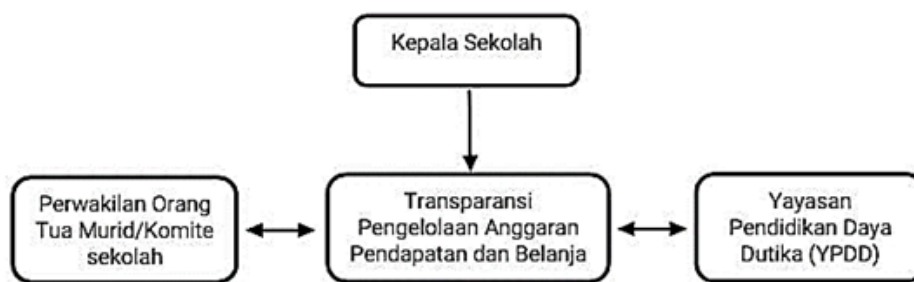 Kepala Sekolah
Perwakilan Orang
Tua Murid/Komite
sekolah
Transparansi
Pengelolaan Anggaran
Pendapatan dan Belanja
Yayasan
Pendidikan Daya
Dutika (YPDD)